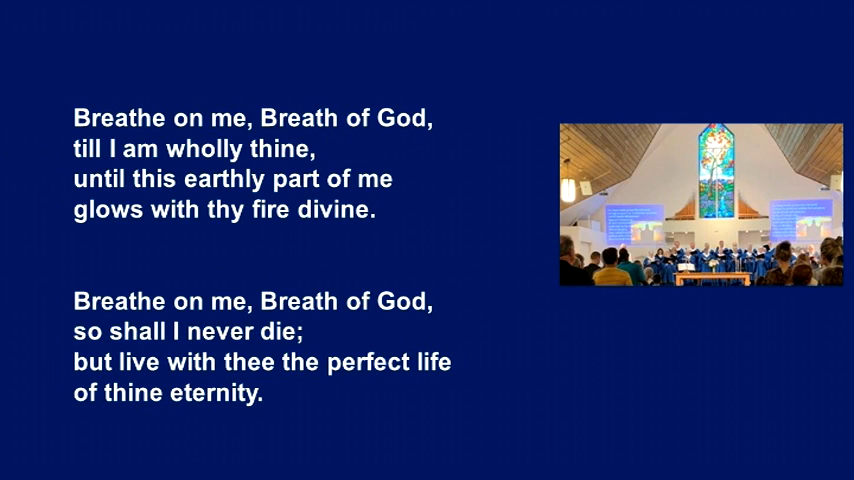 Breathe on me, Breath of God,
till I am wholly thine,
until this earthly part of me
glows with thy fire divine.
Breathe on me, Breath of God,
so shall I never die;
but live with thee the perfect life
of thine eternity.